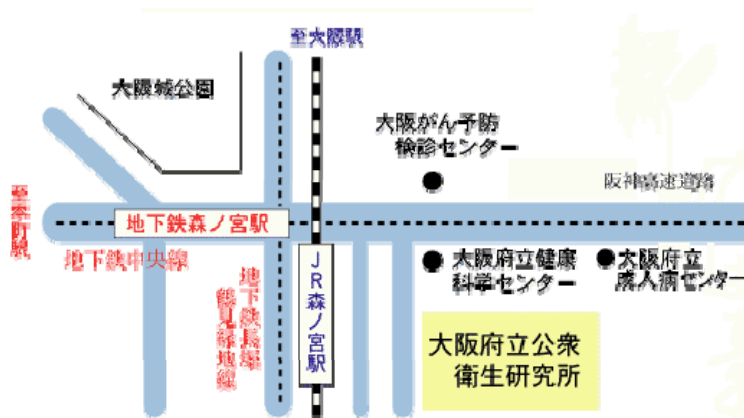 至大阪駅
大阪城公園
大阪がん予防
検診センター
阪神高速道路
至本町駅
地下鉄森ノ宮駅
地下鉄中央線
地下鉄長堀
鶴見緑地線
JR森ノ宮駅
大阪府立健康
科学センター
大阪府立
成人病センター
大阪府立公衆
衛生研究所